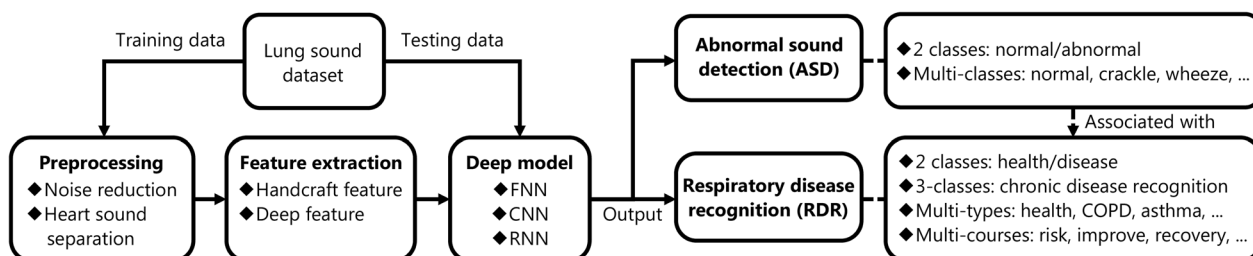 Training data
Lung sound
dataset
Testing data
Preprocessing
◆Noise reduction
◆Heart sound
separation
Feature extraction
◆Handcraft feature
◆Deep feature
Deep model
◆FNN
◆CNN
◆RNN
Output
Abnormal sound
detection (ASD)
◆2 classes: normal/abnormal
◆Multi-classes: normal, crackle, wheeze, ...
Associated with
Respiratory disease
recognition (RDR)
◆2 classes: health/disease
◆3-classes: chronic disease recognition
◆Multi-types: health, COPD, asthma, ...
◆Multi-courses: risk, improve, recovery, ...